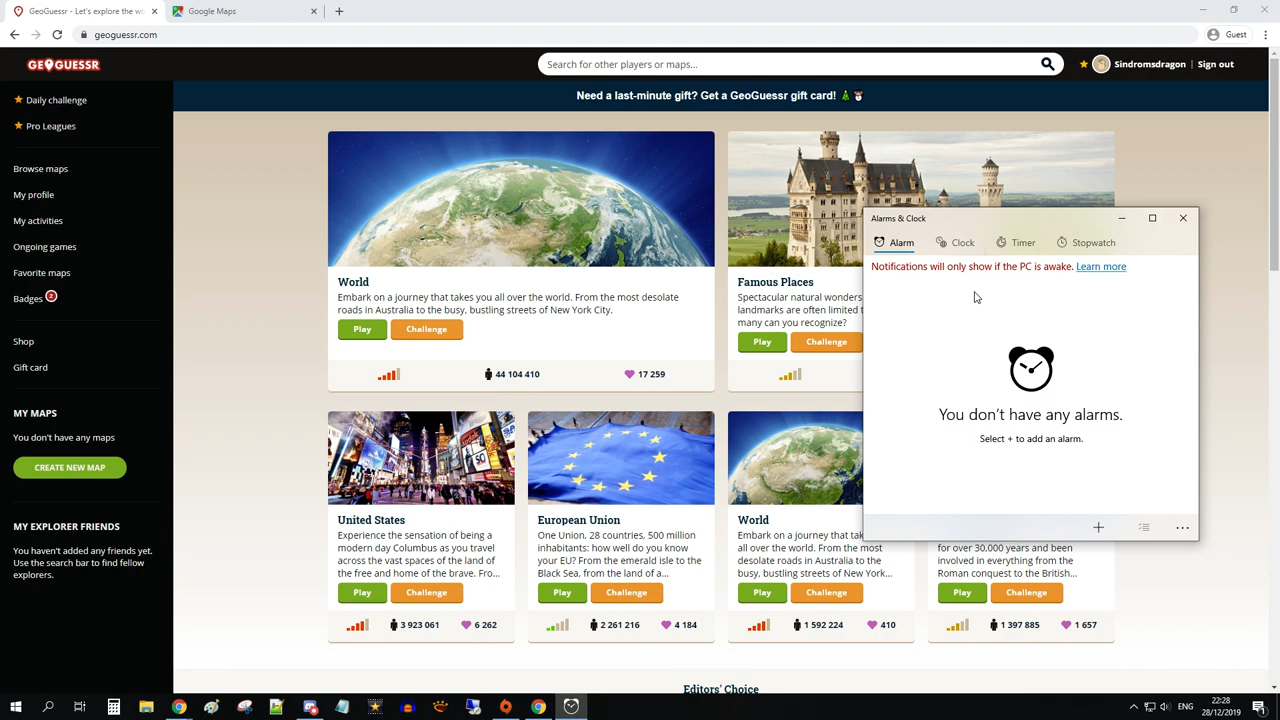 GeoGuessr - Let's explore the wo
Google Maps
geoguessr.com
Guest
GEOGUESSR
Search for other players or maps...
Sindromsdragon
Sign out
Need a last-minute gift? Get a GeoGuessr gift card!
Daily challenge
Pro Leagues
Browse maps
My profile
My activities
Ongoing games
Favorite maps
Badges 2
Shop
Gift card
MY MAPS
You don't have any maps
CREATE NEW MAP
MY EXPLORER FRIENDS
You haven't added any friends yet.
Use the search bar to find fellow
explorers.
World
Embark on a journey that takes you all over the world. From the most desolate
roads in Australia to the busy, bustling streets of New York City.
Play
Challenge
44 104 410
17 259
Famous Places
Spectacular natural wonders
landmarks are often limited
many can you recognize?
Play
Challenge
Alarms & Clock
Alarm
Clock
Timer
Stopwatch
Notifications will only show if the PC is awake. Learn more
You don't have any alarms.
Select + to add an alarm.
United States
Experience the sensation of being a
modern day Columbus as you travel
across the vast spaces of the land of
the free and home of the brave. Fro...
Play
Challenge
3 923 061
6 262
European Union
One Union, 28 countries, 500 million
inhabitants: how well do you know
your EU? From the emerald isle to the
Black Sea, from the land of a...
Play
Challenge
2 261 216
4 184
World
Embark on a journey that tak
all over the world. From the most
desolate roads in Australia to the
busy, bustling streets of New York...
Play
Challenge
1 592 224
410
for over 30,000 years and been
involved in everything from the
Roman conquest to the British...
Play
Challenge
1 397 885
1 657
Editors' Choice
ENG
22:28
28/12/2019